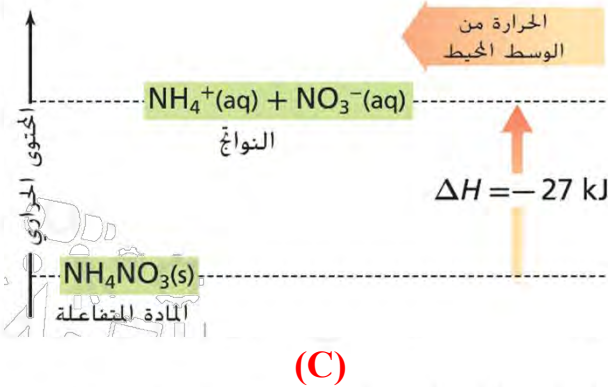 الحرارة من
الوسط المحيط
NH₄⁺(aq) + NO₃⁻(aq)
النواتج
المحتوى الحراري
ΔH = − 27 kJ
NH₄NO₃(s)
المادة المتفاعلة
(C)